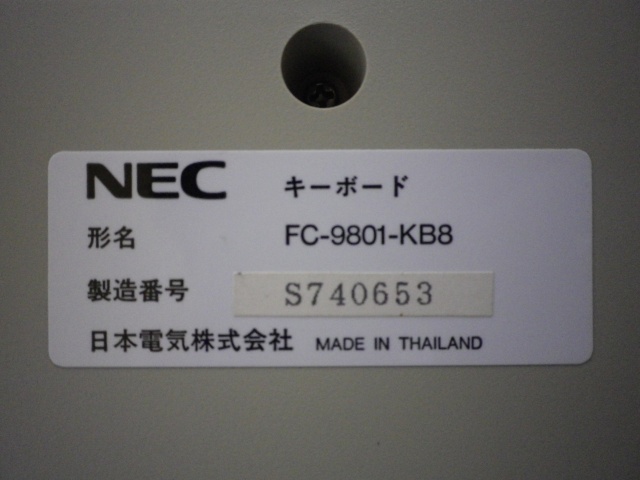 NEC キーボード
形名 FC-9801-KB8
製造番号 S740653
日本電気株式会社 MADE IN THAILAND